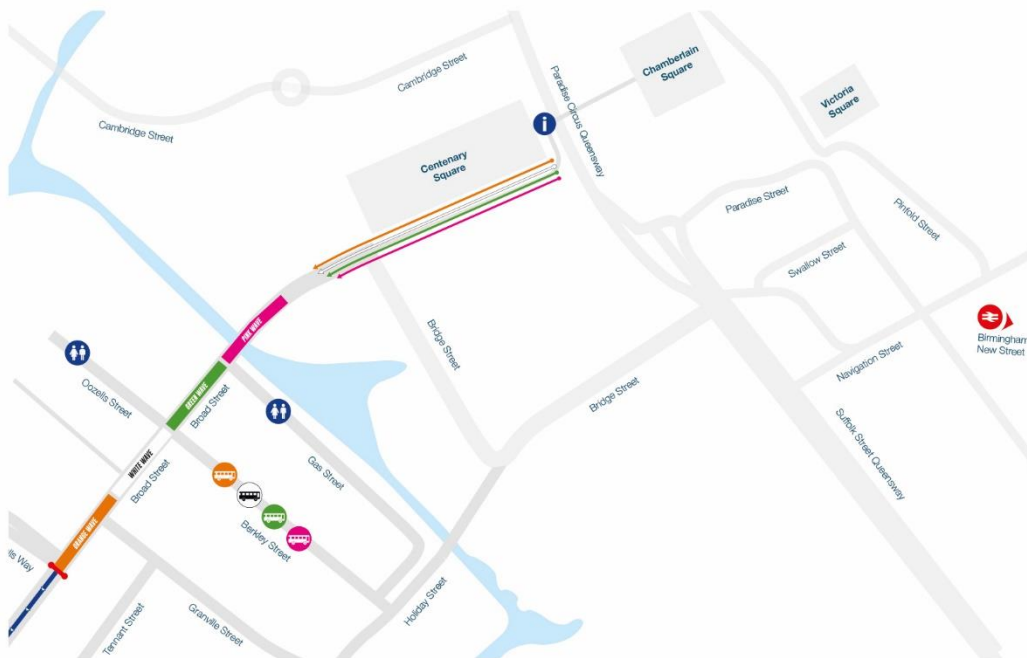 Cambridge Street
Cambridge Street
Paradise Circus Queensway
Chamberlain
Square
Victoria
Square
i
Centenary
Square
Paradise Street
Pinfold Street
Swallow Street
Birmingham
New Street
Navigation Street
Bridge Street
Bridge Street
Suffolk Street Queensway
PINK WAVE
GREEN WAVE
Broad Street
Oozells Street
WHITE WAVE
Broad Street
ORANGE WAVE
Gas Street
Berkley Street
lls Way
Holliday Street
Granville Street
Tennant Street